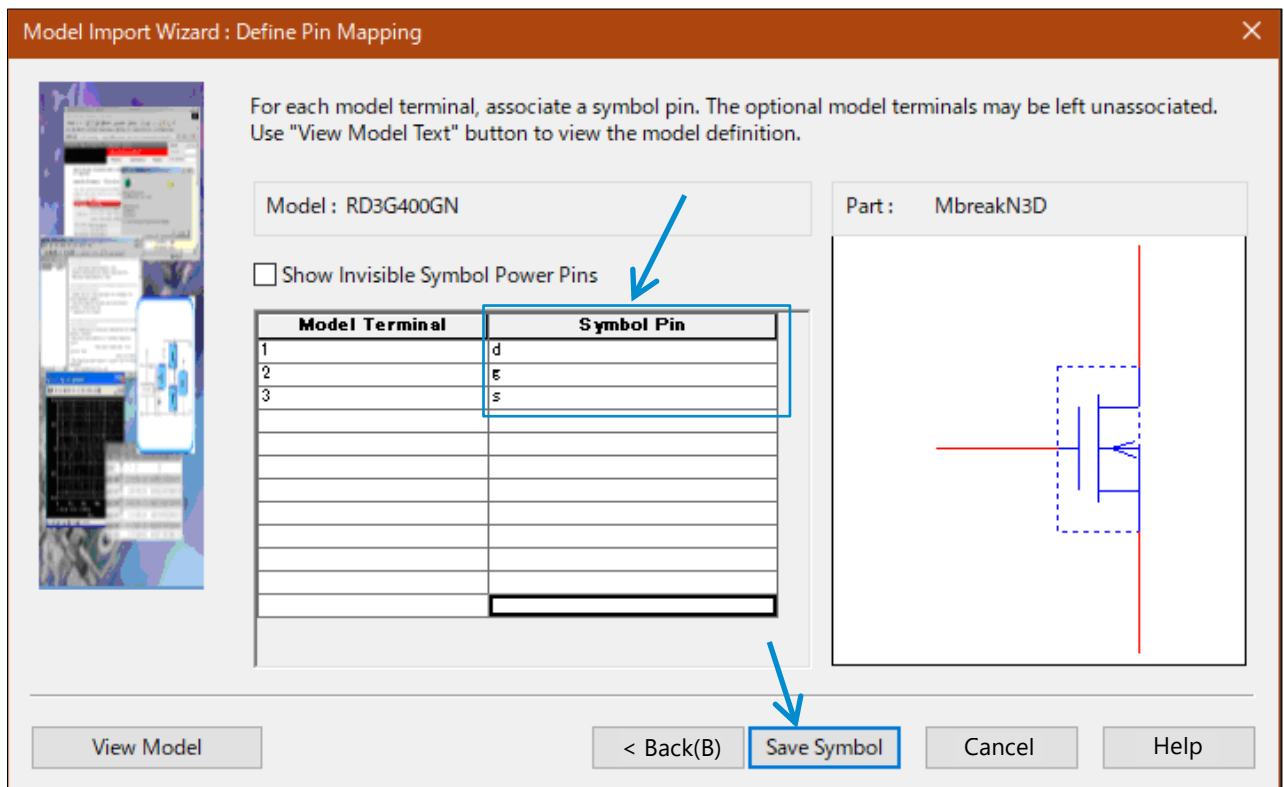 Model Import Wizard : Define Pin Mapping
For each model terminal, associate a symbol pin. The optional model terminals may be left unassociated.
Use "View Model Text" button to view the model definition.
Model : RD3G400GN
Part : MbreakN3D
Show Invisible Symbol Power Pins
Model Terminal Symbol Pin
1 d
2 g
3 s
View Model < Back(B) Save Symbol Cancel Help